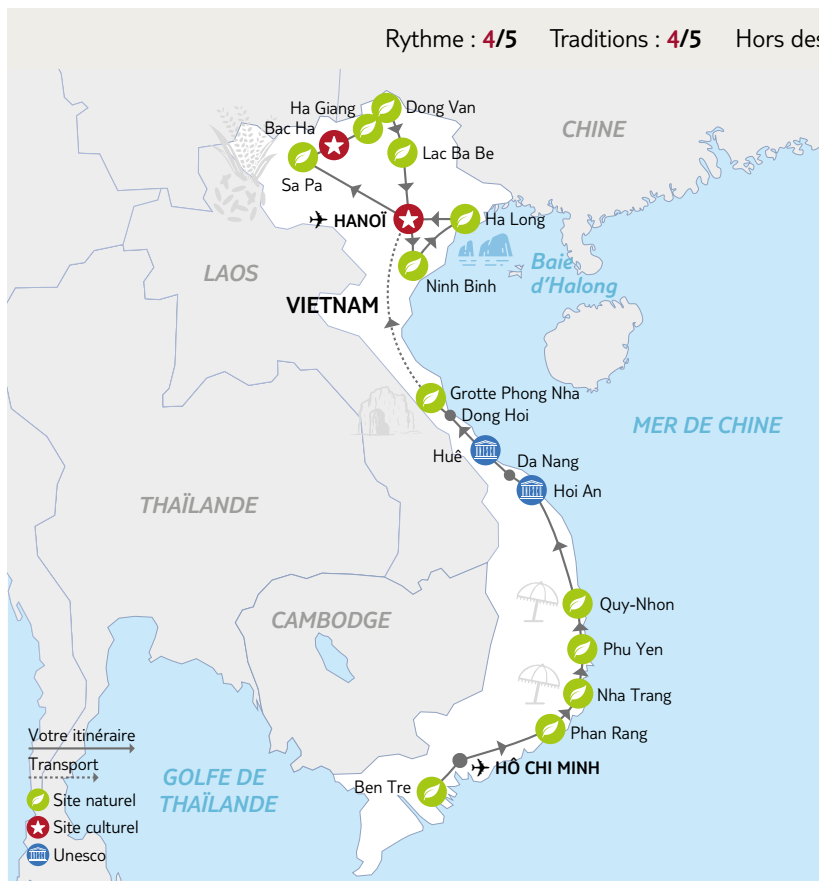 Rythme : 4/5 Traditions : 4/5 Hors des
Ha Giang
Dong Van
Bac Ha
CHINE
Lac Ba Be
Sa Pa
HANOÏ
Ha Long
LAOS
Baie
d'Halong
Ninh Binh
VIETNAM
Grotte Phong Nha
Dong Hoi
MER DE CHINE
Huê
Da Nang
Hoi An
THAÏLANDE
CAMBODGE
Quy-Nhon
Phu Yen
Nha Trang
Phan Rang
Votre itinéraire
Transport
HÔ CHI MINH
GOLFE DE
THAÏLANDE
Ben Tre
Site naturel
Site culturel
Unesco